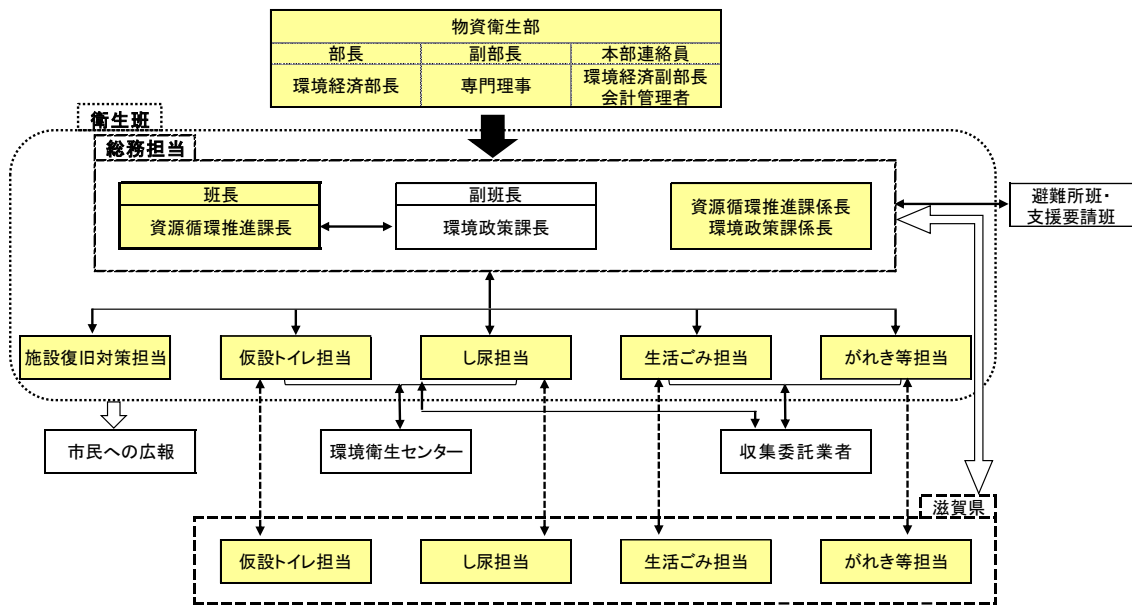 物資衛生部
部長 副部長 本部連絡員
環境経済部長 専門理事 環境経済副部長
会計管理者
衛生班
総務担当
班長
資源循環推進課長
副班長
環境政策課長
資源循環推進課係長
環境政策課係長
避難所班・
支援要請班
施設復旧対策担当 仮設トイレ担当 し尿担当 生活ごみ担当 がれき等担当
市民への広報 環境衛生センター 収集委託業者
滋賀県
仮設トイレ担当 し尿担当 生活ごみ担当 がれき等担当